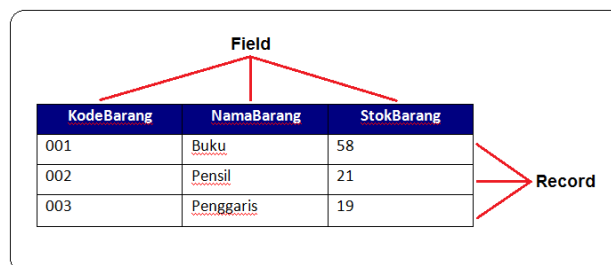 Field
KodeBarang NamaBarang StokBarang
001 Buku 58
002 Pensil 21
003 Penggaris 19
Record